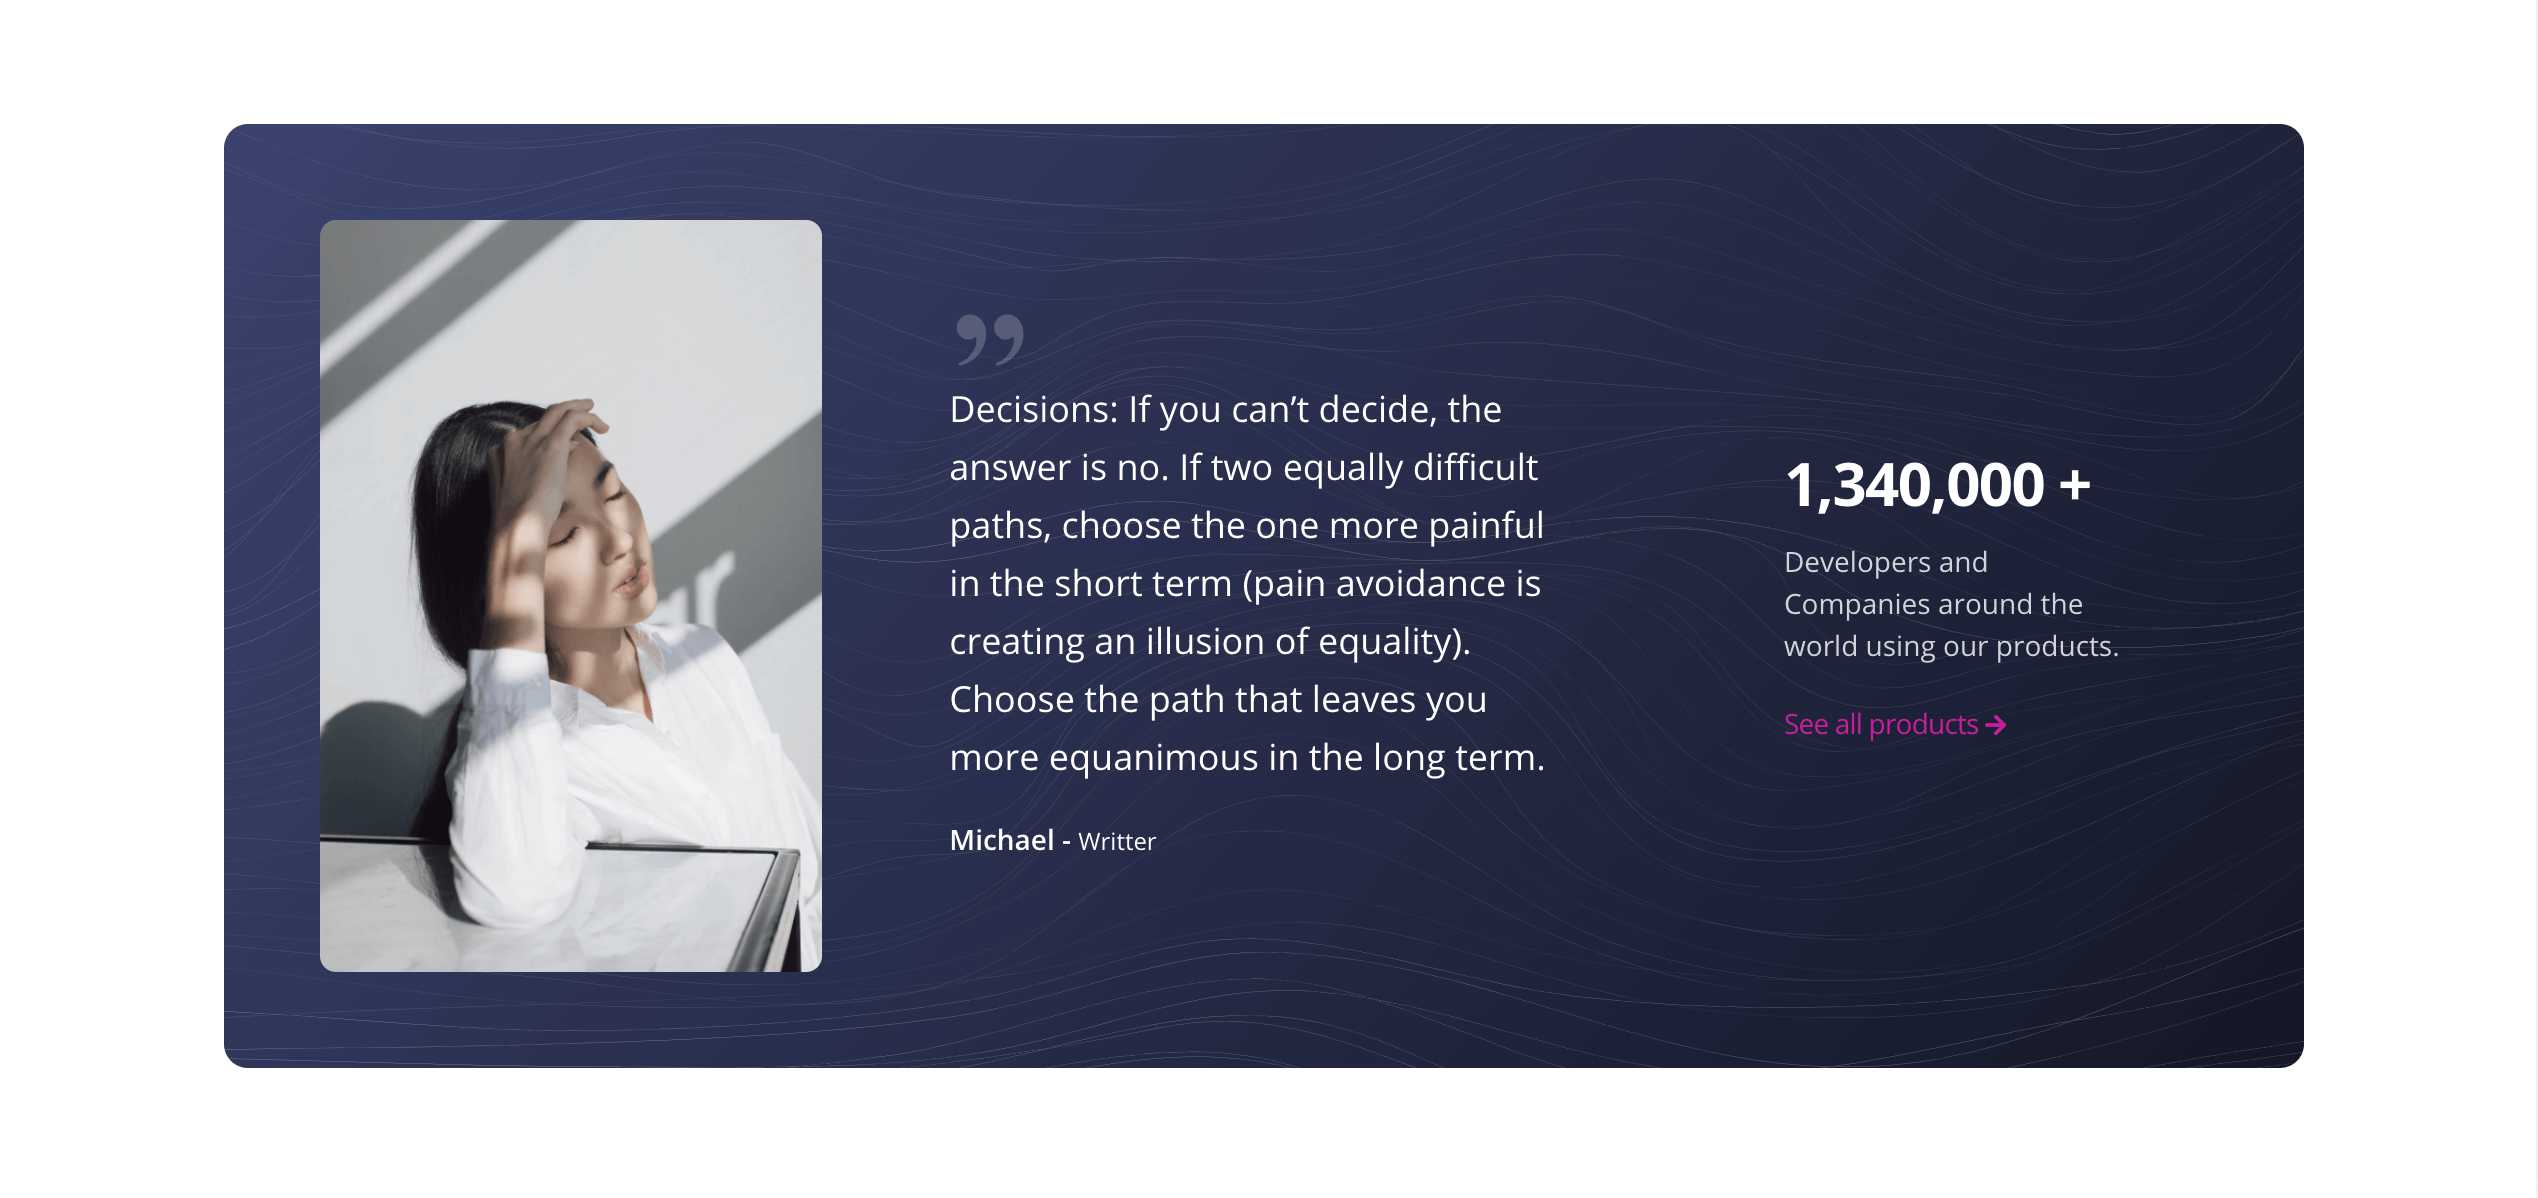 Decisions: If you can’t decide, the
answer is no. If two equally difficult
paths, choose the one more painful
in the short term (pain avoidance is
creating an illusion of equality).
Choose the path that leaves you
more equanimous in the long term.
Michael - Writter
1,340,000 +
Developers and
Companies around the
world using our products.
See all products